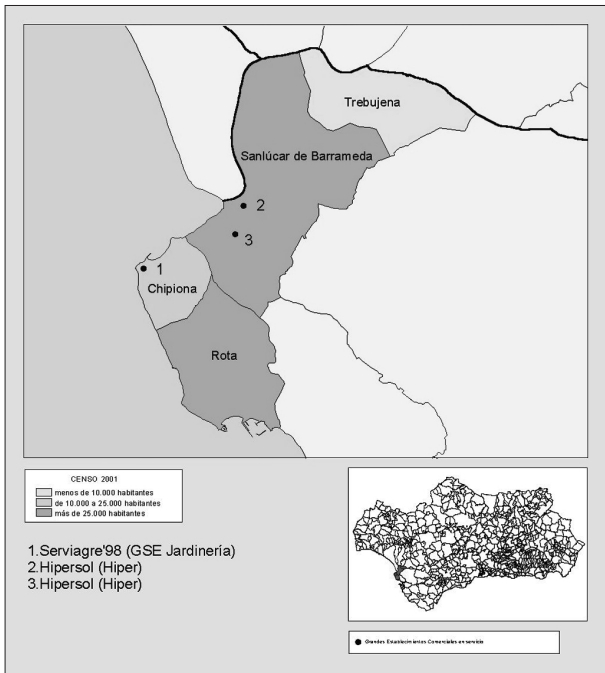 Trebujena
Sanlúcar de Barrameda
2
3
1
Chipiona
Rota
CENSO 2001
menos de 10.000 habitantes
de 10.000 a 25.000 habitantes
más de 25.000 habitantes
1.Serviagre'98 (GSE Jardinería)
2.Hipersol (Hiper)
3.Hipersol (Hiper)
Grandes Establecimientos Comerciales en servicio